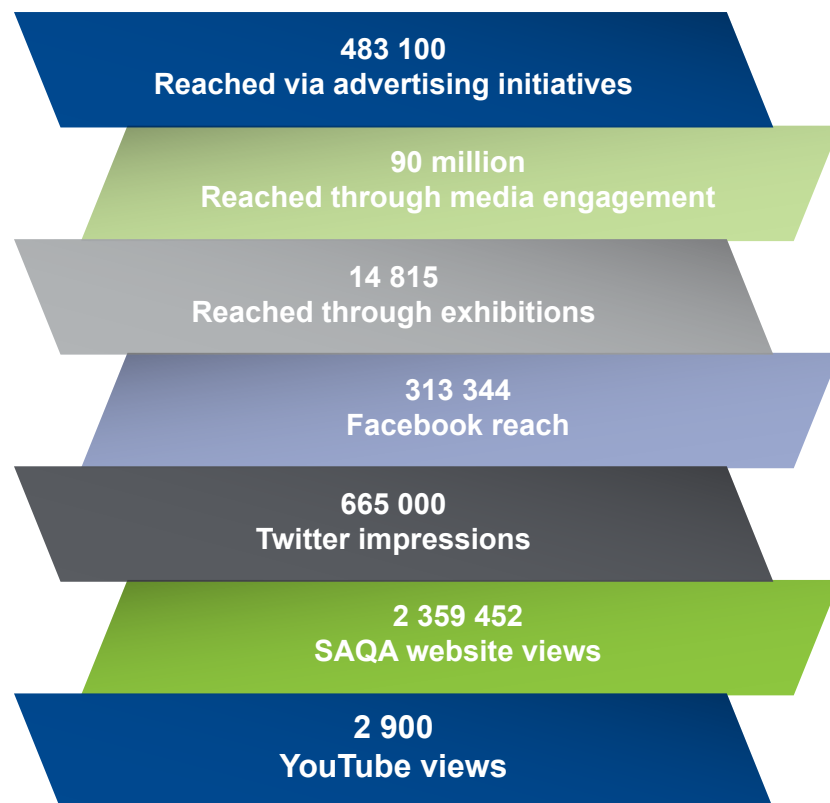 483 100
Reached via advertising initiatives
90 million
Reached through media engagement
14 815
Reached through exhibitions
313 344
Facebook reach
665 000
Twitter impressions
2 359 452
SAQA website views
2 900
YouTube views